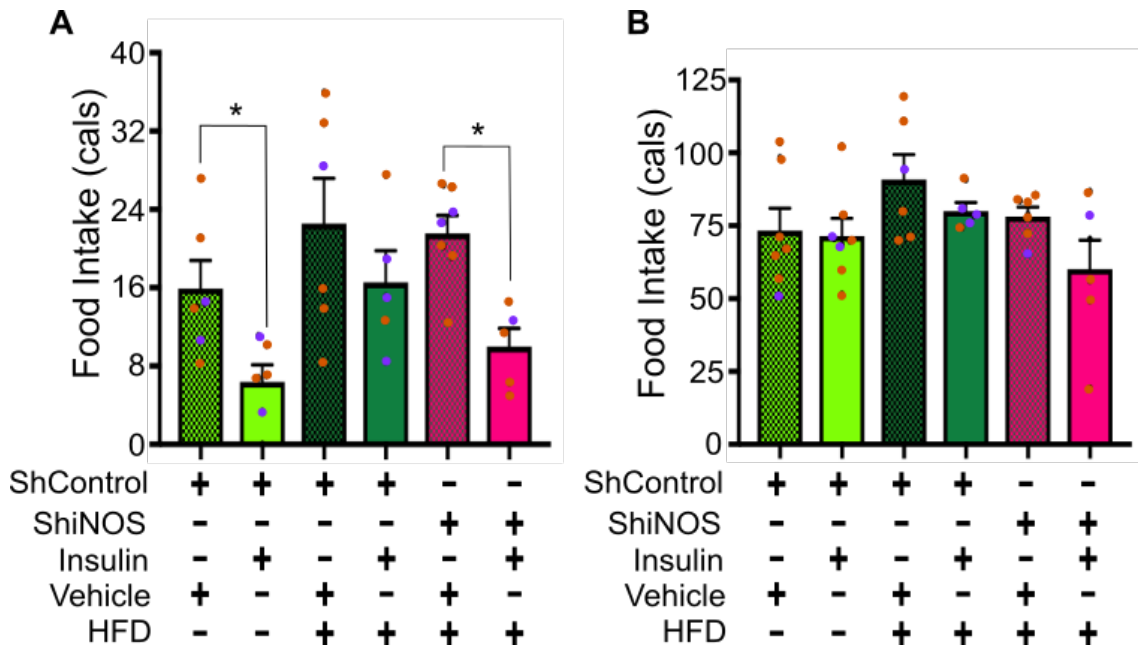 A
Food Intake (cals)
40
32
24
16
8
0
*
*
ShControl + + + + - -
ShiNOS - - - - + +
Insulin - + - + - +
Vehicle + - + - + -
HFD - - + + + +
B
Food Intake (cals)
125
100
75
50
25
0
ShControl + + + + - -
ShiNOS - - - - + +
Insulin - + - + - +
Vehicle + - + - + -
HFD - - + + + +